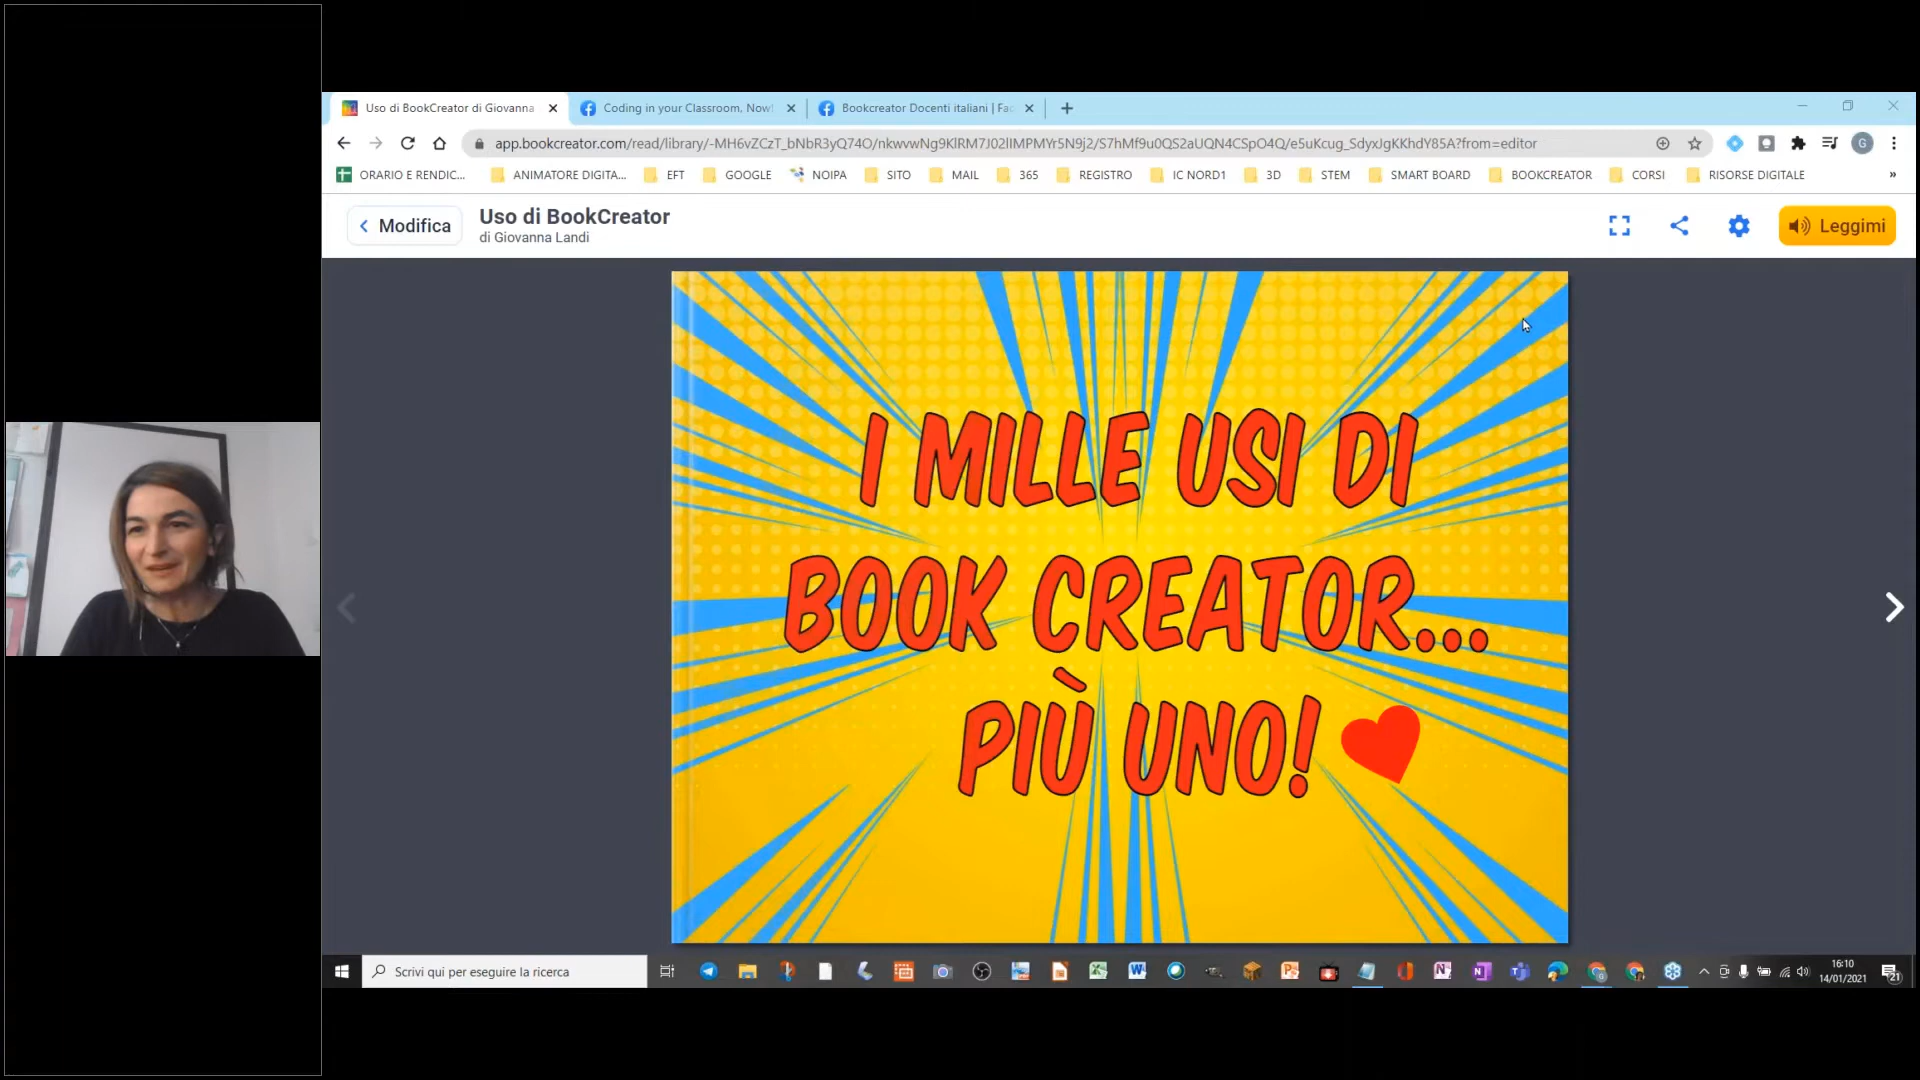 Uso di BookCreator di Giovanna
Coding in your Classroom, Now!
Bookcreator Docenti italiani | Fac
app.bookcreator.com/read/library/-MH6vZCzT_bNbR3yQ74O/nkwvwNg9KlRM7J02lIMPMYr5N9j2/S7hMf9u0QS2aUQN4CSpO4Q/e5uKcug_SdyxJgKKhdY85A?from=editor
G
ORARIO E RENDIC...
ANIMATORE DIGITA...
EFT
GOOGLE
NOIPA
SITO
MAIL
365
REGISTRO
IC NORD1
3D
STEM
SMART BOARD
BOOKCREATOR
CORSI
RISORSE DIGITALE
»
Modifica
Uso di BookCreator
di Giovanna Landi
Leggimi
I MILLE USI DI
BOOK CREATOR...
PIÙ UNO!
Scrivi qui per eseguire la ricerca
16:10
14/01/2021
21